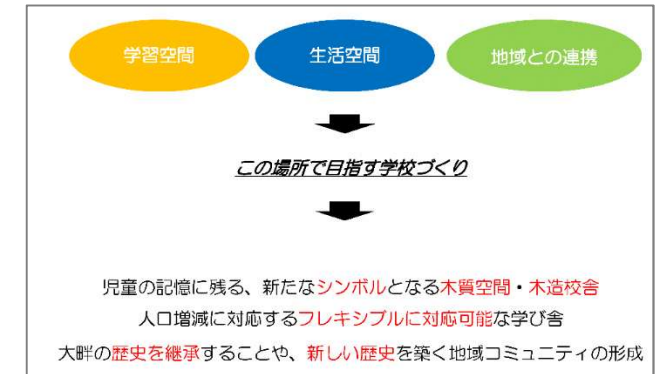 学習空間
生活空間
地域との連携
この場所で目指す学校づくり
児童の記憶に残る、新たなシンボルとなる木質空間・木造校舎
人口増減に対応するフレキシブルに対応可能な学び舎
大畔の歴史を継承することや、新しい歴史を築く地域コミュニティの形成